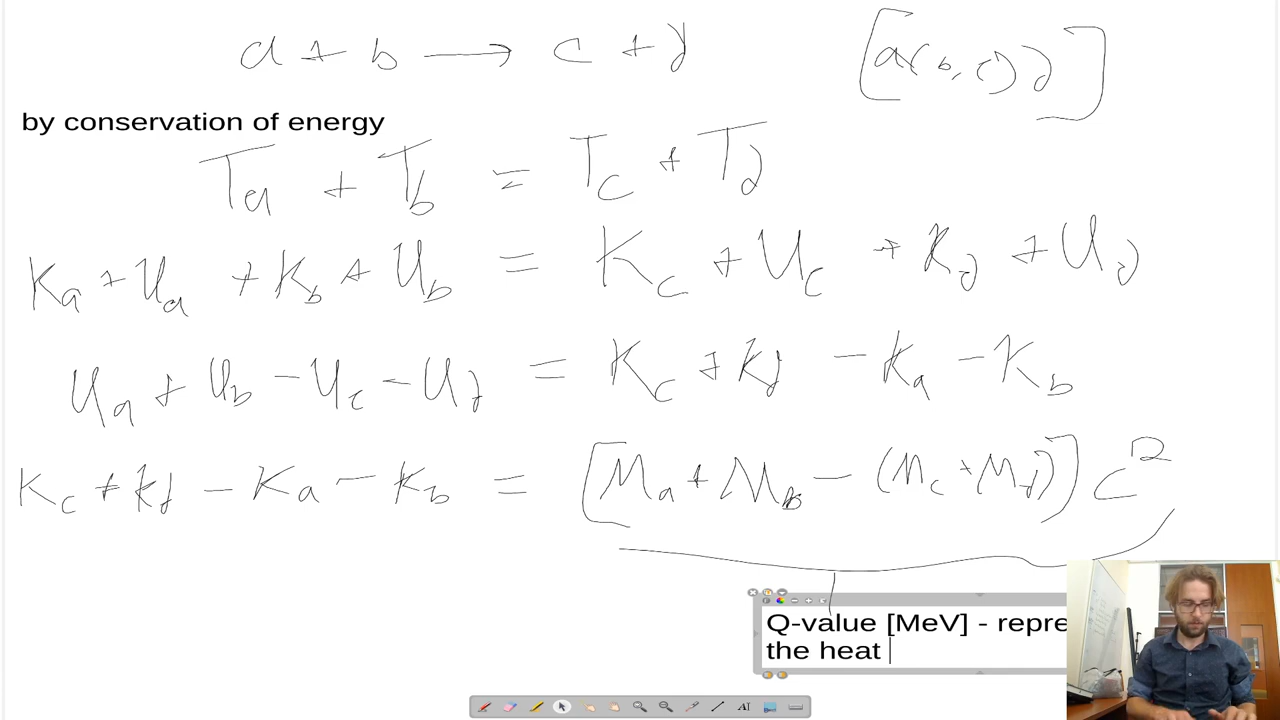 a + b → c + d [a(b,c)d]
by conservation of energy
Ta + Tb = Tc + Td
Ka + Ua + Kb + Ub = Kc + Uc + Kd + Ud
Ua + Ub - Uc - Ud = Kc + Kd - Ka - Kb
Kc + Kd - Ka - Kb = [Ma + Mb - (Mc + Md)] c²
Q-value [MeV] - repre
the heat
AI